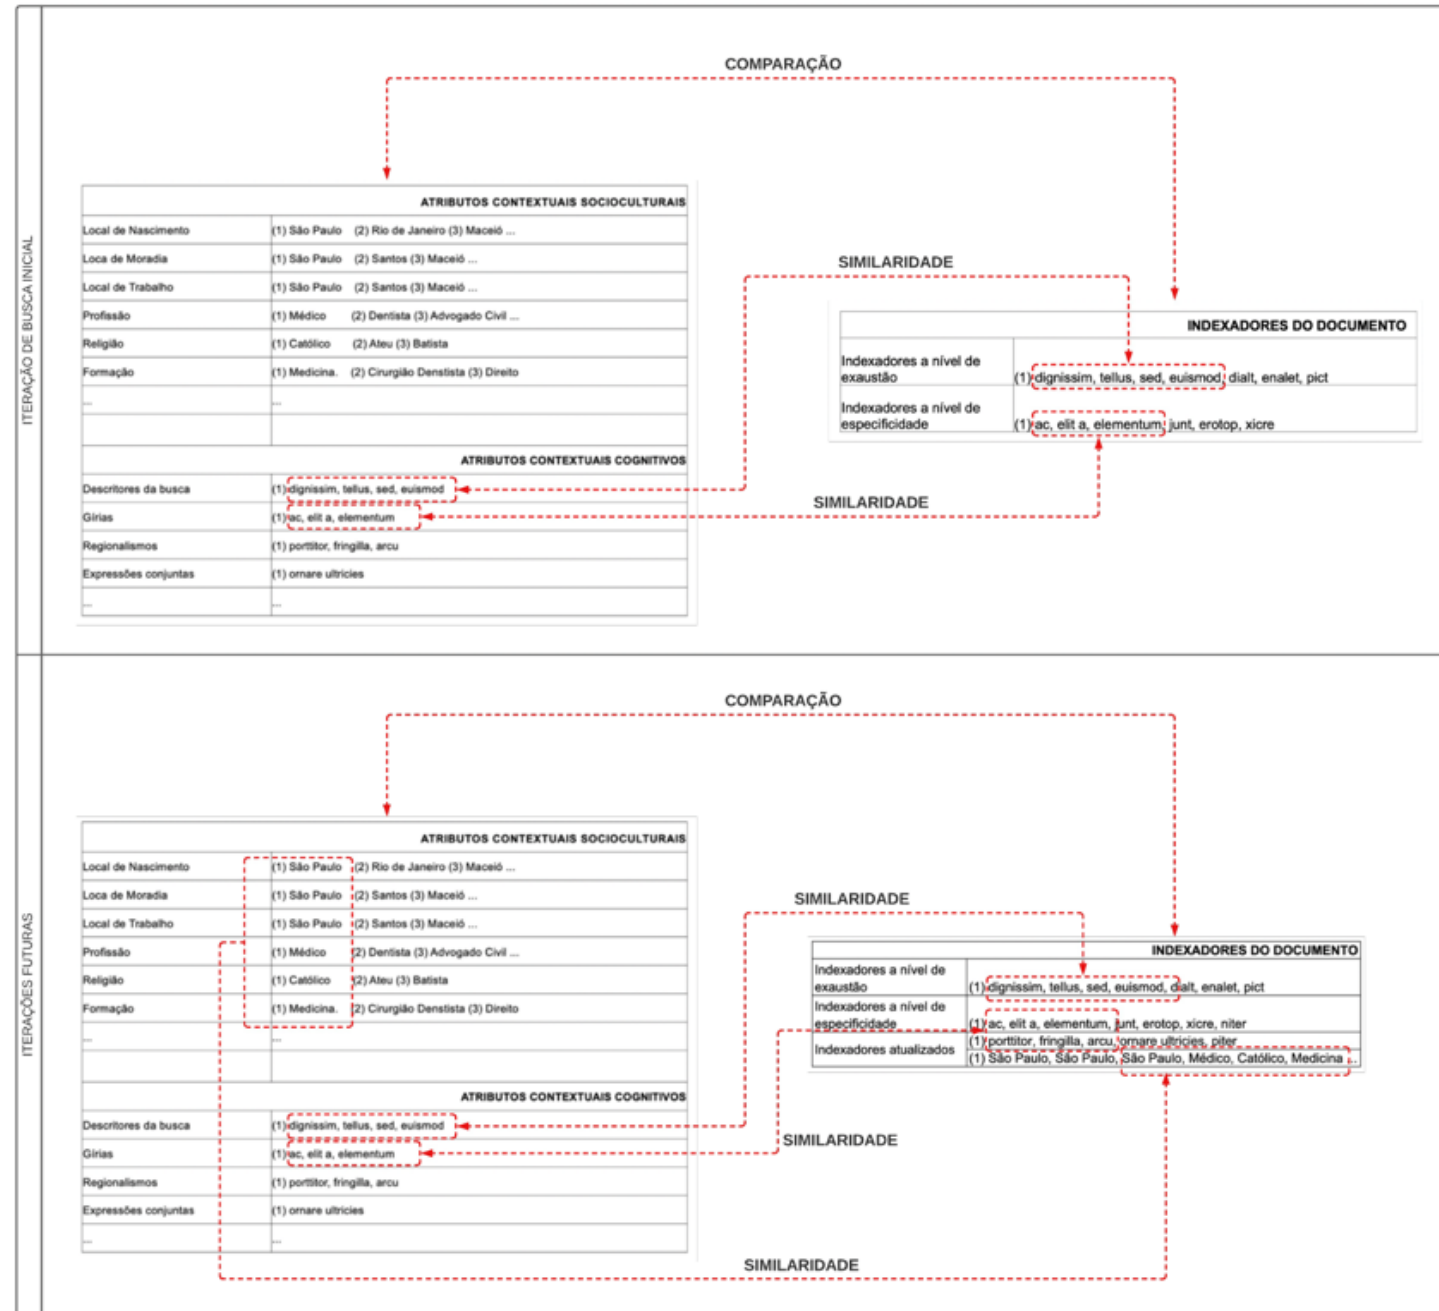 ITERAÇÃO DE BUSCA INICIAL
COMPARAÇÃO
ATRIBUTOS CONTEXTUAIS SOCIOCULTURAIS
Local de Nascimento (1) São Paulo (2) Rio de Janeiro (3) Maceió ...
Loca de Moradia (1) São Paulo (2) Santos (3) Maceió ...
Local de Trabalho (1) São Paulo (2) Santos (3) Maceió ...
Profissão (1) Médico (2) Dentista (3) Advogado Civil ...
Religião (1) Católico (2) Ateu (3) Batista
Formação (1) Medicina. (2) Cirurgião Denstista (3) Direito
... ...
ATRIBUTOS CONTEXTUAIS COGNITIVOS
Descritores da busca (1) dignissim, tellus, sed, euismod
Gírias (1) ac, elit a, elementum
Regionalismos (1) porttitor, fringilla, arcu
Expressões conjuntas (1) ornare ultricies
... ...
SIMILARIDADE
INDEXADORES DO DOCUMENTO
Indexadores a nível de
exaustão (1) dignissim, tellus, sed, euismod, dialt, enalet, pict
Indexadores a nível de
especificidade (1) ac, elit a, elementum, junt, erotop, xicre
SIMILARIDADE
ITERAÇÕES FUTURAS
COMPARAÇÃO
ATRIBUTOS CONTEXTUAIS SOCIOCULTURAIS
Local de Nascimento (1) São Paulo (2) Rio de Janeiro (3) Maceió ...
Loca de Moradia (1) São Paulo (2) Santos (3) Maceió ...
Local de Trabalho (1) São Paulo (2) Santos (3) Maceió ...
Profissão (1) Médico (2) Dentista (3) Advogado Civil ...
Religião (1) Católico (2) Ateu (3) Batista
Formação (1) Medicina. (2) Cirurgião Denstista (3) Direito
... ...
ATRIBUTOS CONTEXTUAIS COGNITIVOS
Descritores da busca (1) dignissim, tellus, sed, euismod
Gírias (1) ac, elit a, elementum
Regionalismos (1) porttitor, fringilla, arcu
Expressões conjuntas (1) ornare ultricies
... ...
SIMILARIDADE
INDEXADORES DO DOCUMENTO
Indexadores a nível de
exaustão (1) dignissim, tellus, sed, euismod, dialt, enalet, pict
Indexadores a nível de
especificidade (1) ac, elit a, elementum, junt, erotop, xicre, niter
Indexadores atualizados (1) porttitor, fringilla, arcu, ornare ultricies, piter
(1) São Paulo, São Paulo, São Paulo, Médico, Católico, Medicina ...
SIMILARIDADE
SIMILARIDADE